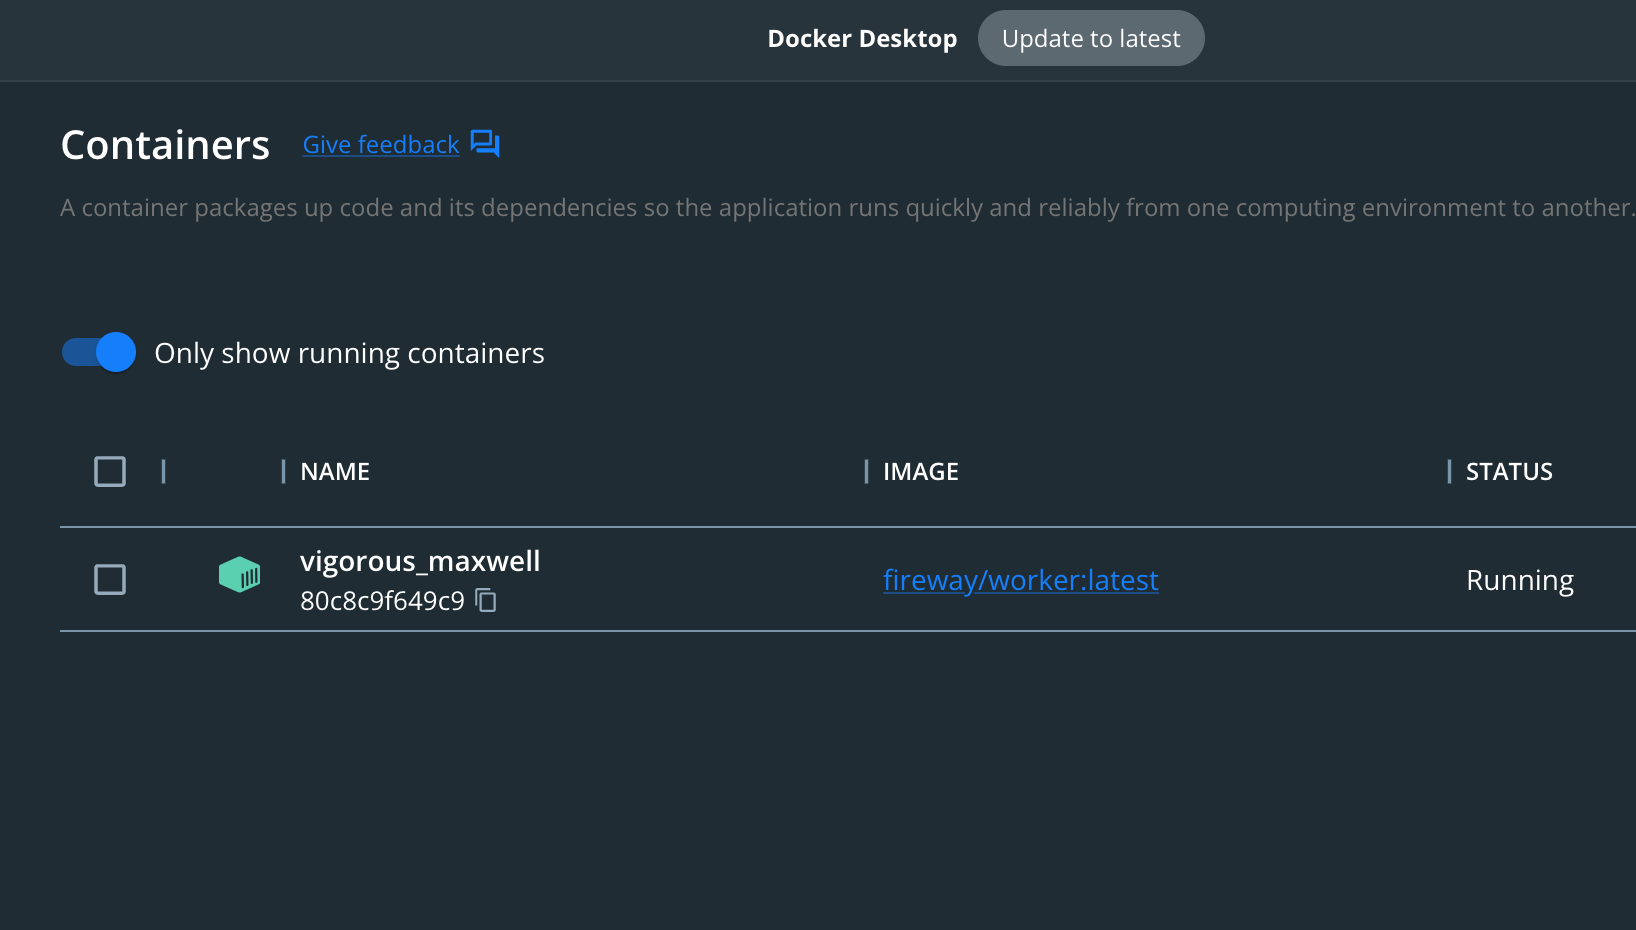 Docker Desktop Update to latest
Containers Give feedback
A container packages up code and its dependencies so the application runs quickly and reliably from one computing environment to another.
Only show running containers
NAME IMAGE STATUS
vigorous_maxwell
80c8c9f649c9
fireway/worker:latest
Running